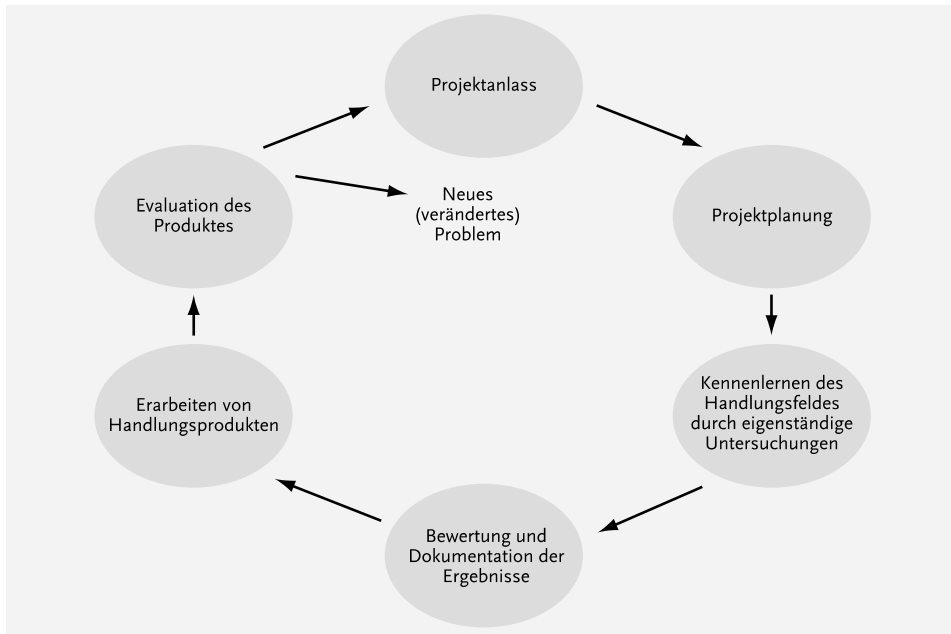 Projektanlass
Projektplanung
Kennenlernen des
Handlungsfeldes
durch eigenständige
Untersuchungen
Bewertung und
Dokumentation der
Ergebnisse
Erarbeiten von
Handlungsprodukten
Evaluation des
Produktes
Neues
(verändertes)
Problem